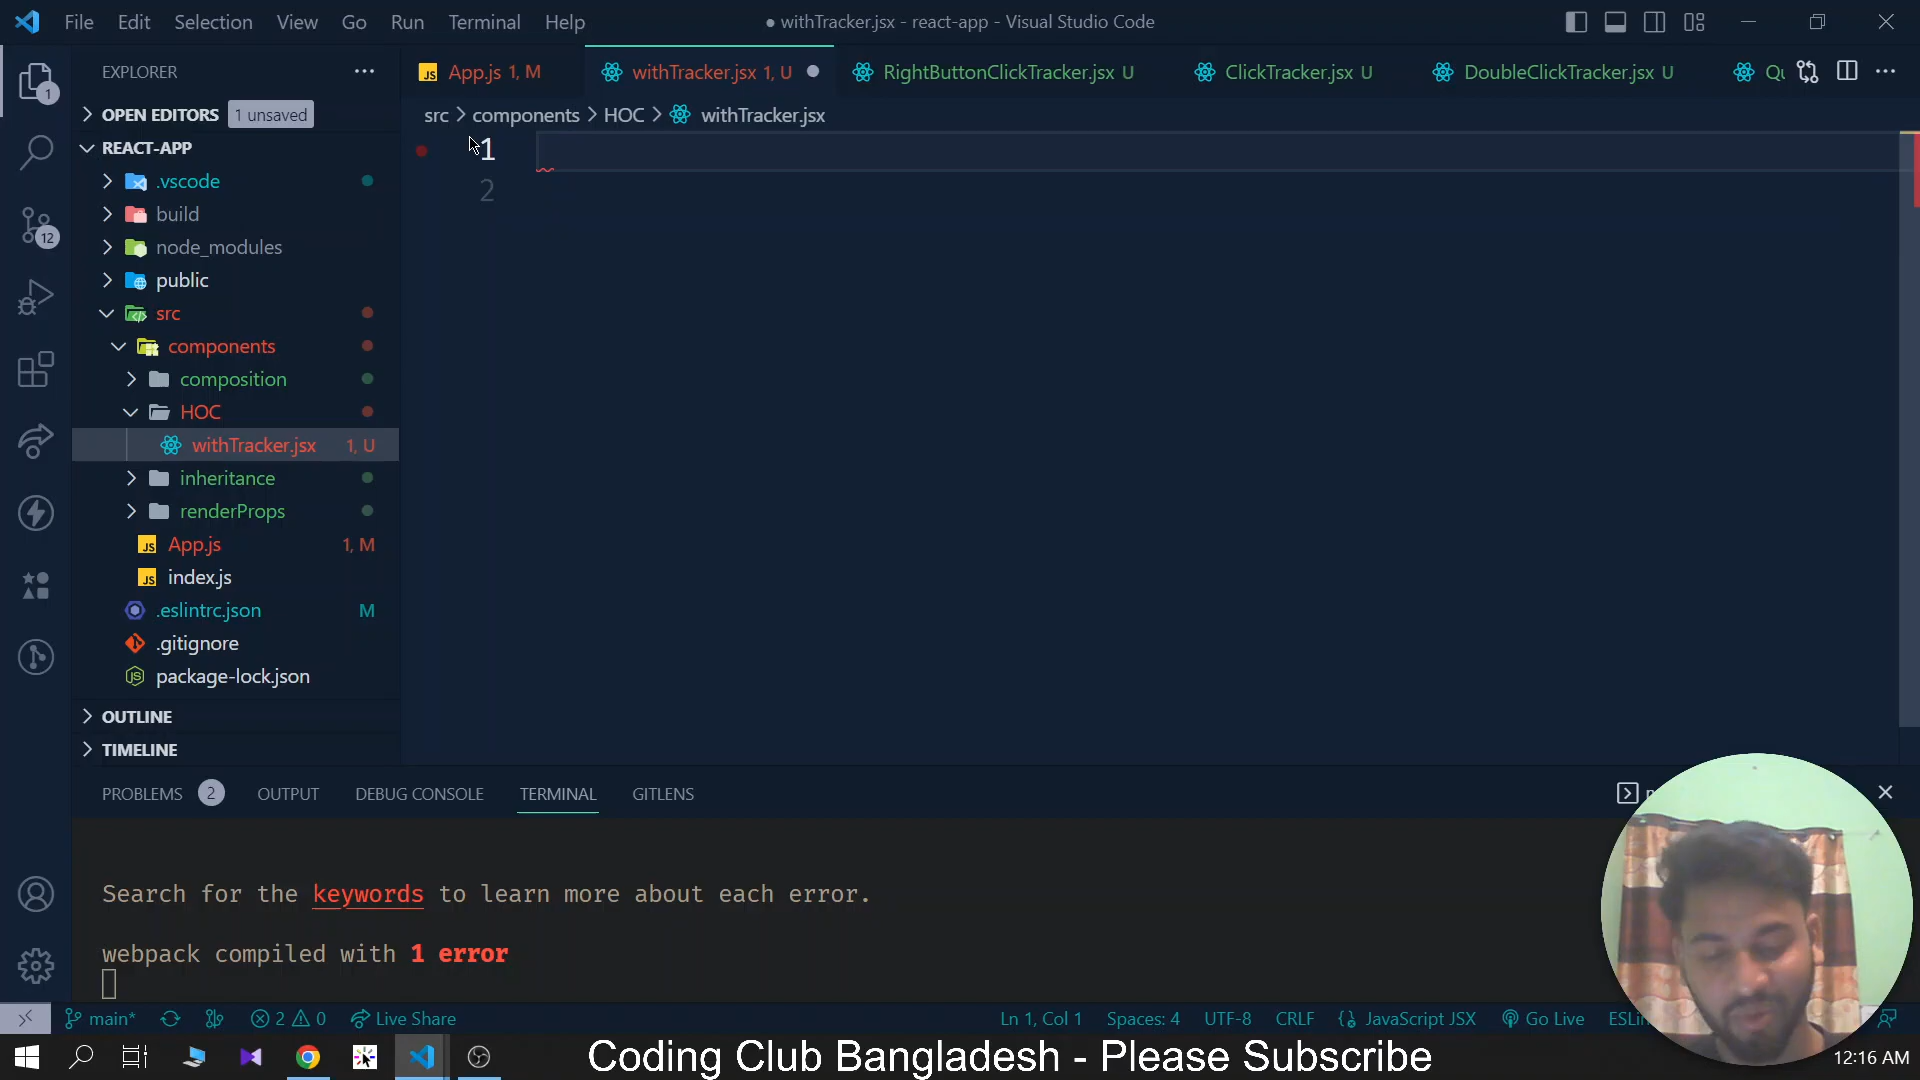 File Edit Selection View Go Run Terminal Help
● withTracker.jsx - react-app - Visual Studio Code
EXPLORER
App.js 1, M
withTracker.jsx 1, U
RightButtonClickTracker.jsx U
ClickTracker.jsx U
DoubleClickTracker.jsx U
OPEN EDITORS 1 unsaved
src > components > HOC > withTracker.jsx
1
2
REACT-APP
.vscode
build
node_modules
public
src
components
composition
HOC
withTracker.jsx 1, U
inheritance
renderProps
App.js 1, M
index.js
.eslintrc.json M
.gitignore
package-lock.json
OUTLINE
TIMELINE
1
12
PROBLEMS 2 OUTPUT DEBUG CONSOLE TERMINAL GITLENS
Search for the keywords to learn more about each error.
webpack compiled with 1 error
main* 2 0 Live Share
Ln 1, Col 1 Spaces: 4 UTF-8 CRLF JavaScript JSX Go Live
Coding Club Bangladesh - Please Subscribe
12:16 AM